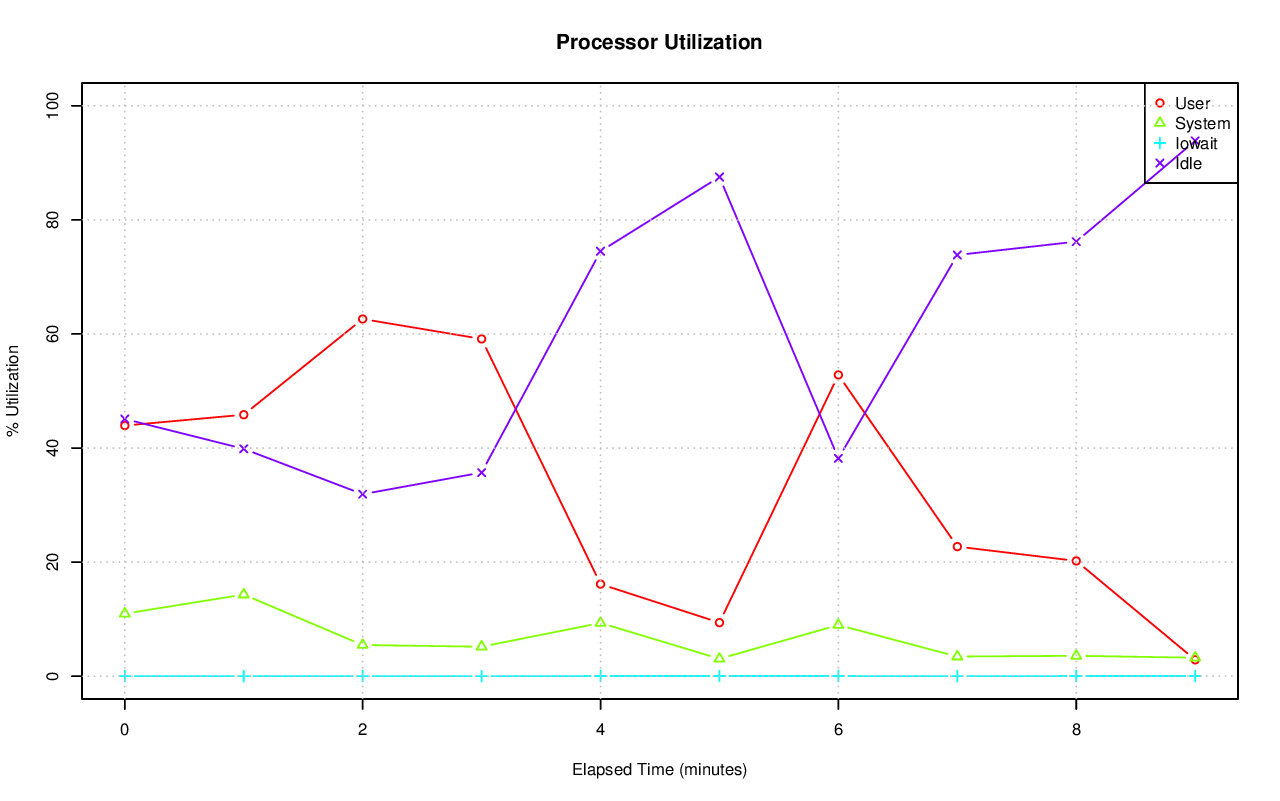 Processor Utilization
% Utilization
100
80
60
40
20
0
User
System
Iowait
Idle
0 2 4 6 8
Elapsed Time (minutes)